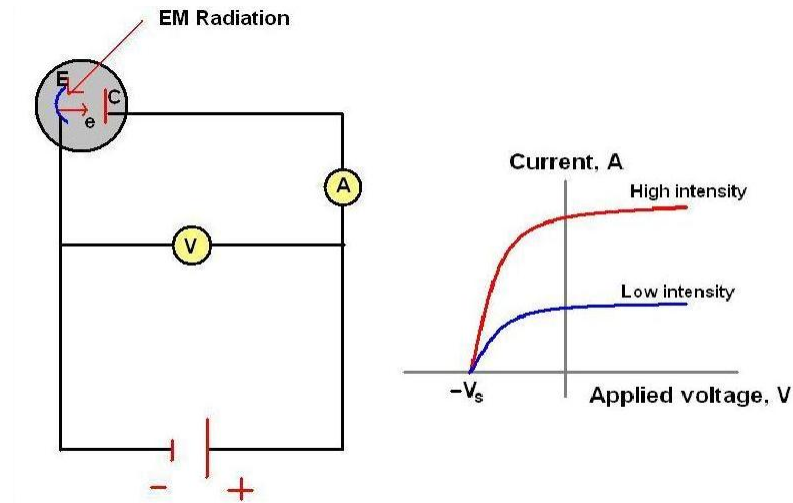 EM Radiation
E
C
e
A
V
− +
Current, A
High intensity
Low intensity
−Vs
Applied voltage, V